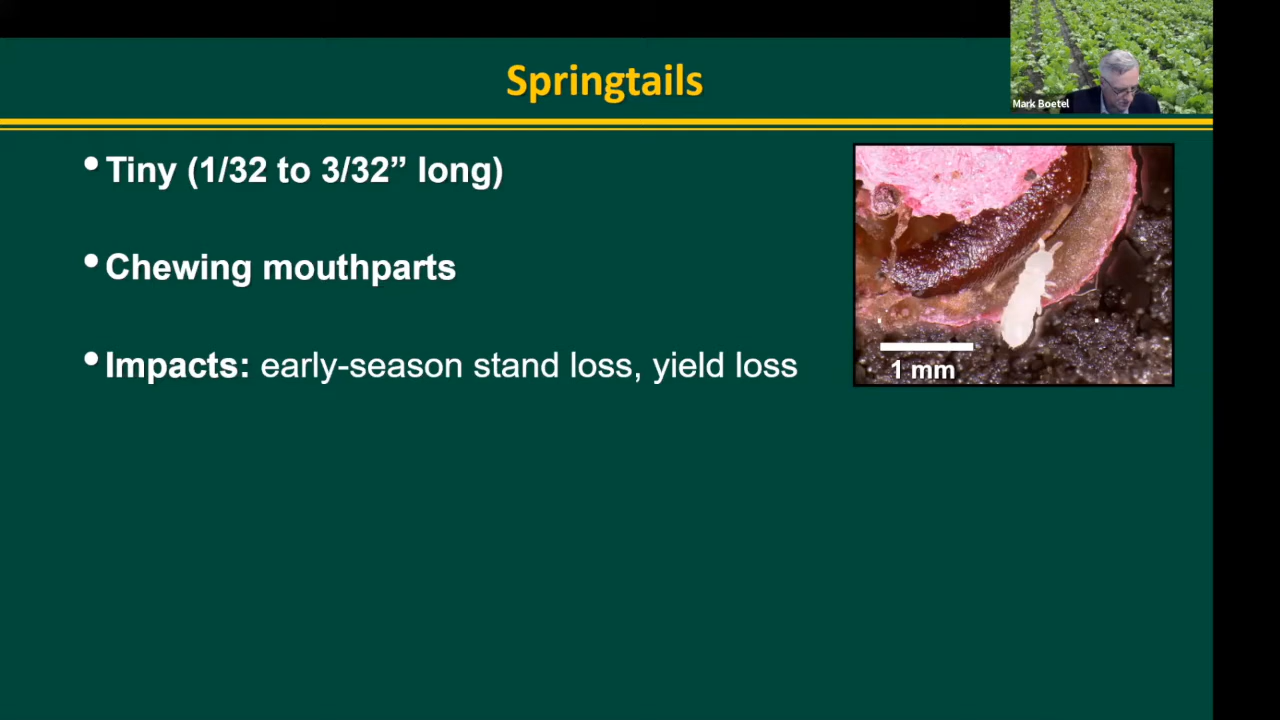 Springtails
Mark Boetel
•Tiny (1/32 to 3/32” long)
•Chewing mouthparts
•Impacts: early-season stand loss, yield loss
1 mm